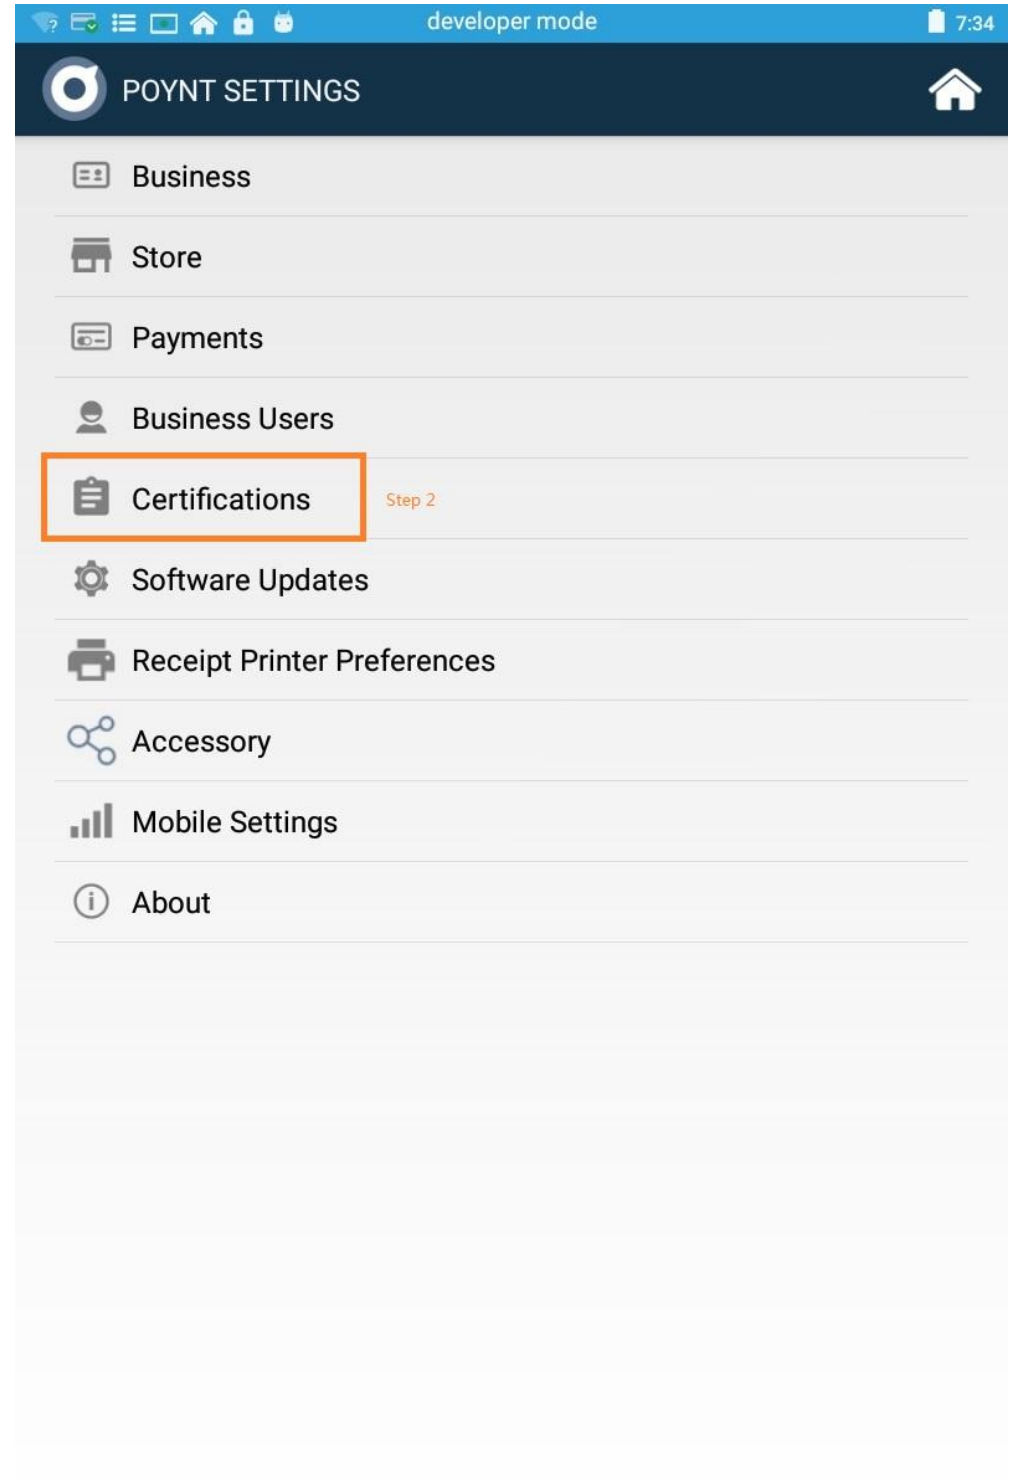 developer mode
7:34
POYNT SETTINGS
Business
Store
Payments
Business Users
Certifications
Step 2
Software Updates
Receipt Printer Preferences
Accessory
Mobile Settings
About